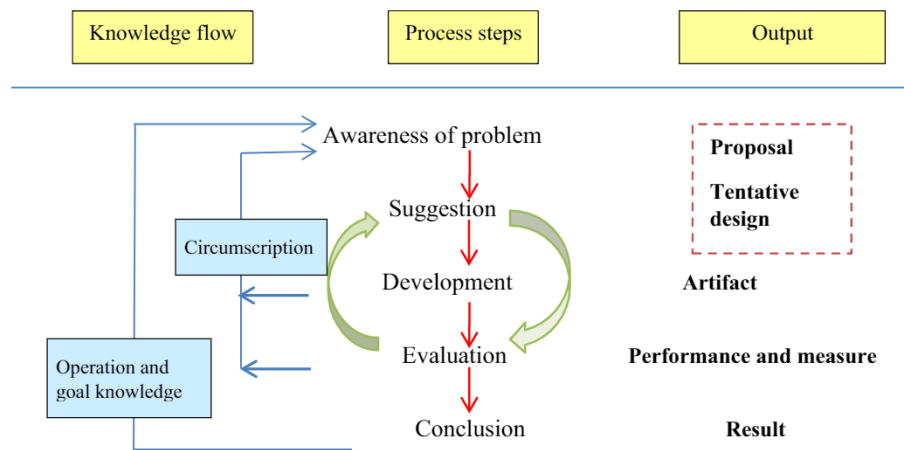 Knowledge flow
Process steps
Output
Awareness of problem
Proposal
Tentative
design
Suggestion
Circumscription
Development
Artifact
Evaluation
Performance and measure
Operation and
goal knowledge
Conclusion
Result